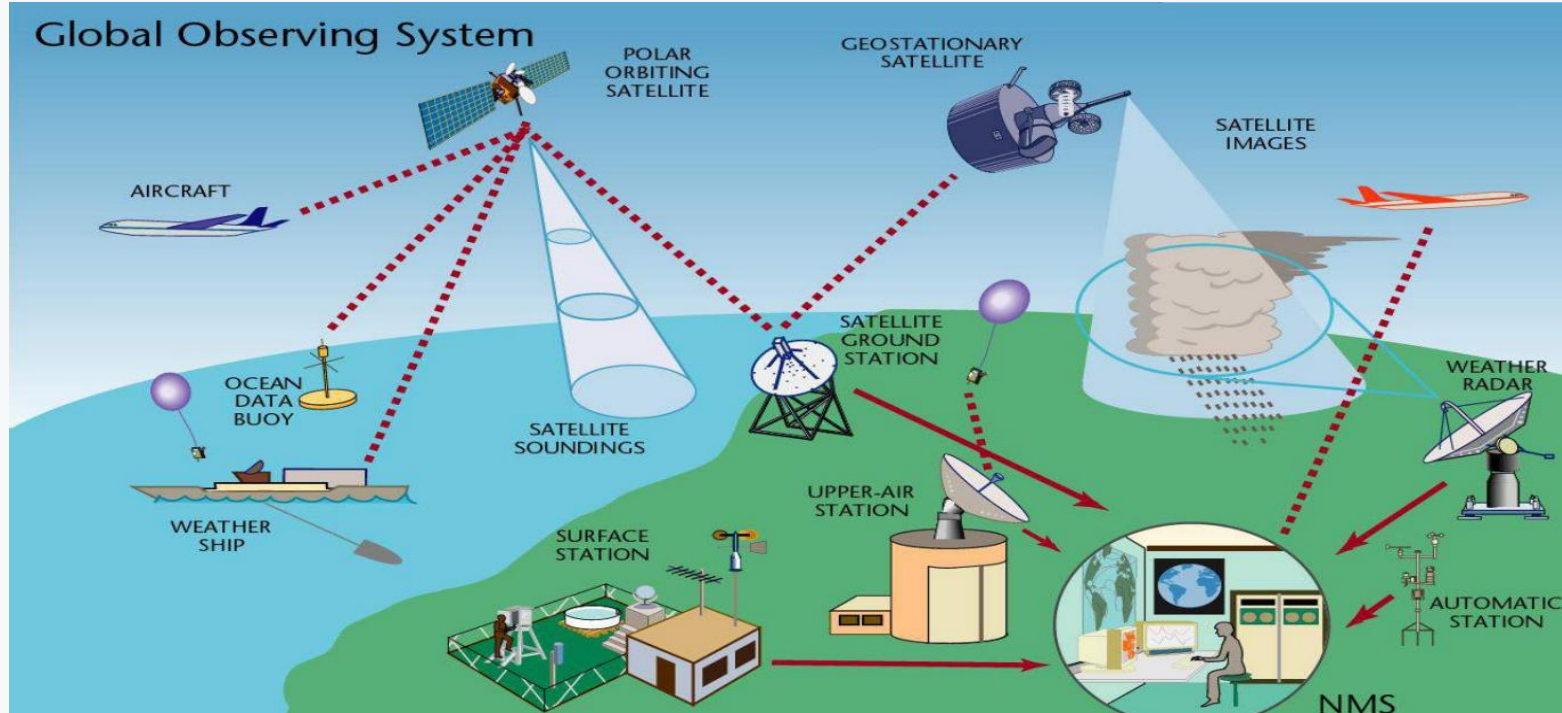 Global Observing System
POLAR
ORBITING
SATELLITE
GEOSTATIONARY
SATELLITE
SATELLITE
IMAGES
AIRCRAFT
SATELLITE
GROUND
STATION
OCEAN
DATA
BUOY
WEATHER
RADAR
SATELLITE
SOUNDINGS
UPPER-AIR
STATION
WEATHER
SHIP
SURFACE
STATION
AUTOMATIC
STATION
NMS